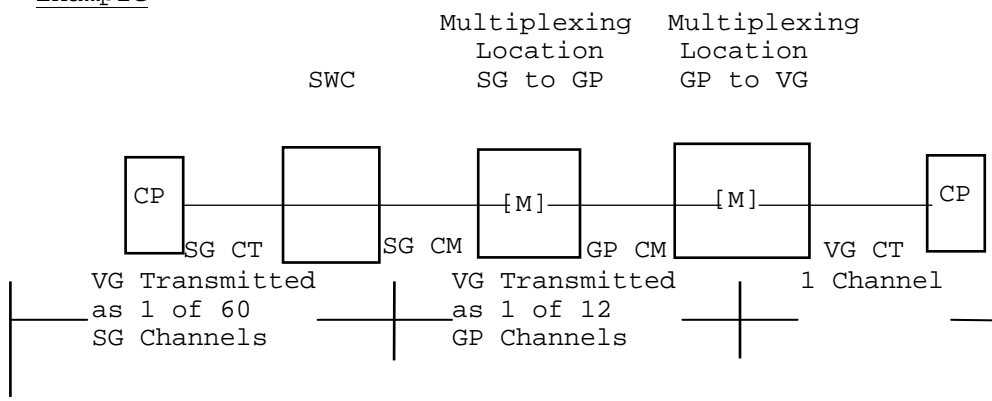 Example
Multiplexing Multiplexing
Location Location
SWC SG to GP GP to VG
CP [M] [M] CP
SG CT SG CM GP CM VG CT
VG Transmitted VG Transmitted 1 Channel
as 1 of 60 as 1 of 12
SG Channels GP Channels